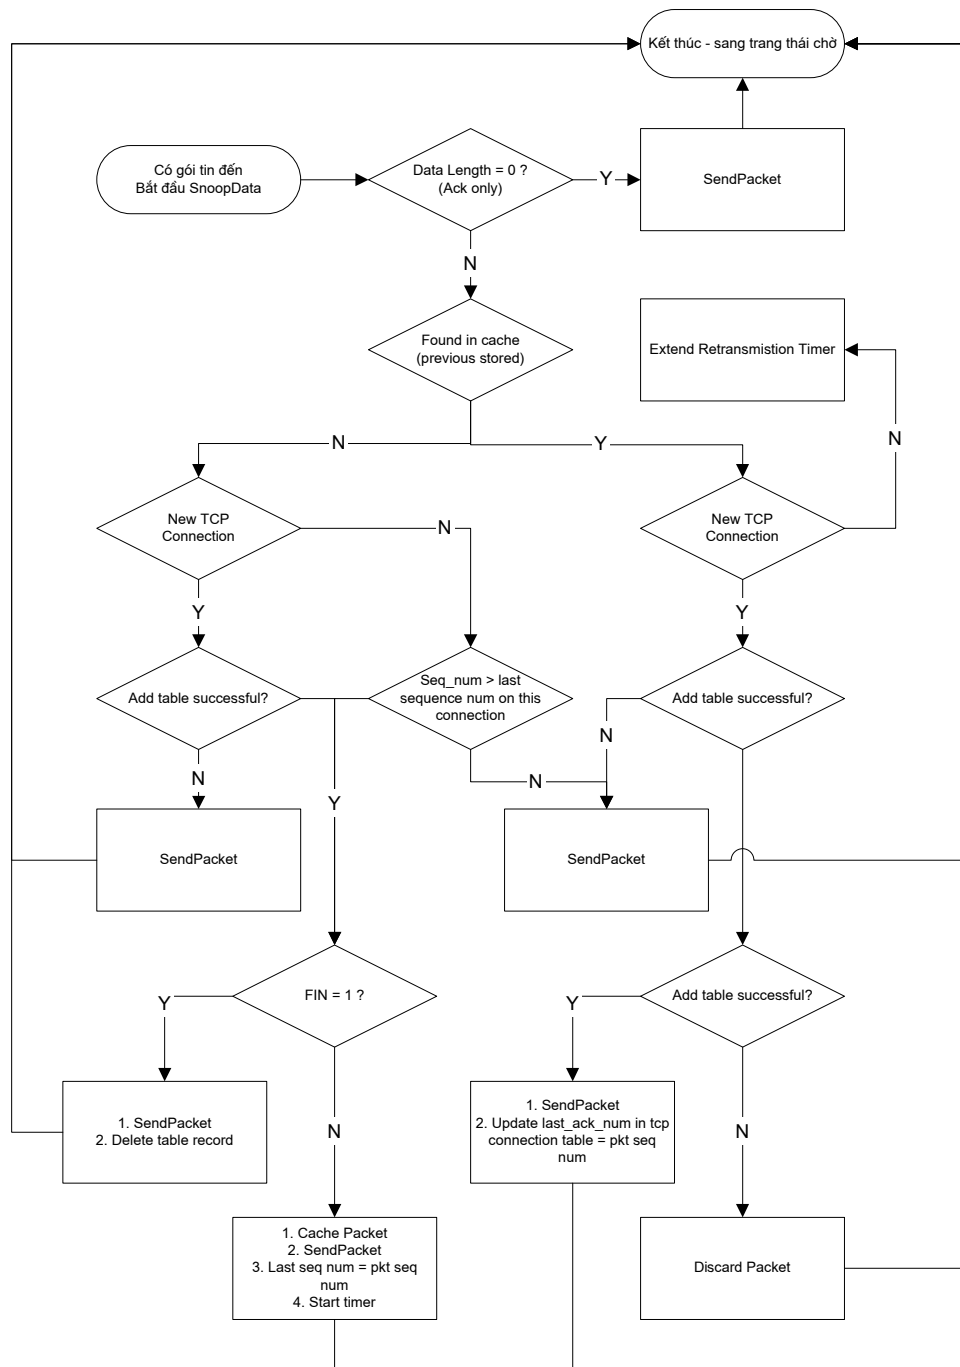 Kết thúc - sang trang thái chờ
Có gói tin đến
Bắt đầu SnoopData
Data Length = 0 ?
(Ack only)
Y
SendPacket
N
Found in cache
(previous stored)
Extend Retransmistion Timer
N
Y
N
New TCP
Connection
N
New TCP
Connection
Y
Y
Add table successful?
Seq_num > last
sequence num on this
connection
Add table successful?
N
N
N
Y
SendPacket
SendPacket
FIN = 1 ?
Add table successful?
Y
Y
1. SendPacket
2. Delete table record
N
1. SendPacket
2. Update last_ack_num in tcp
connection table = pkt seq
num
N
1. Cache Packet
2. SendPacket
3. Last seq num = pkt seq
num
4. Start timer
Discard Packet